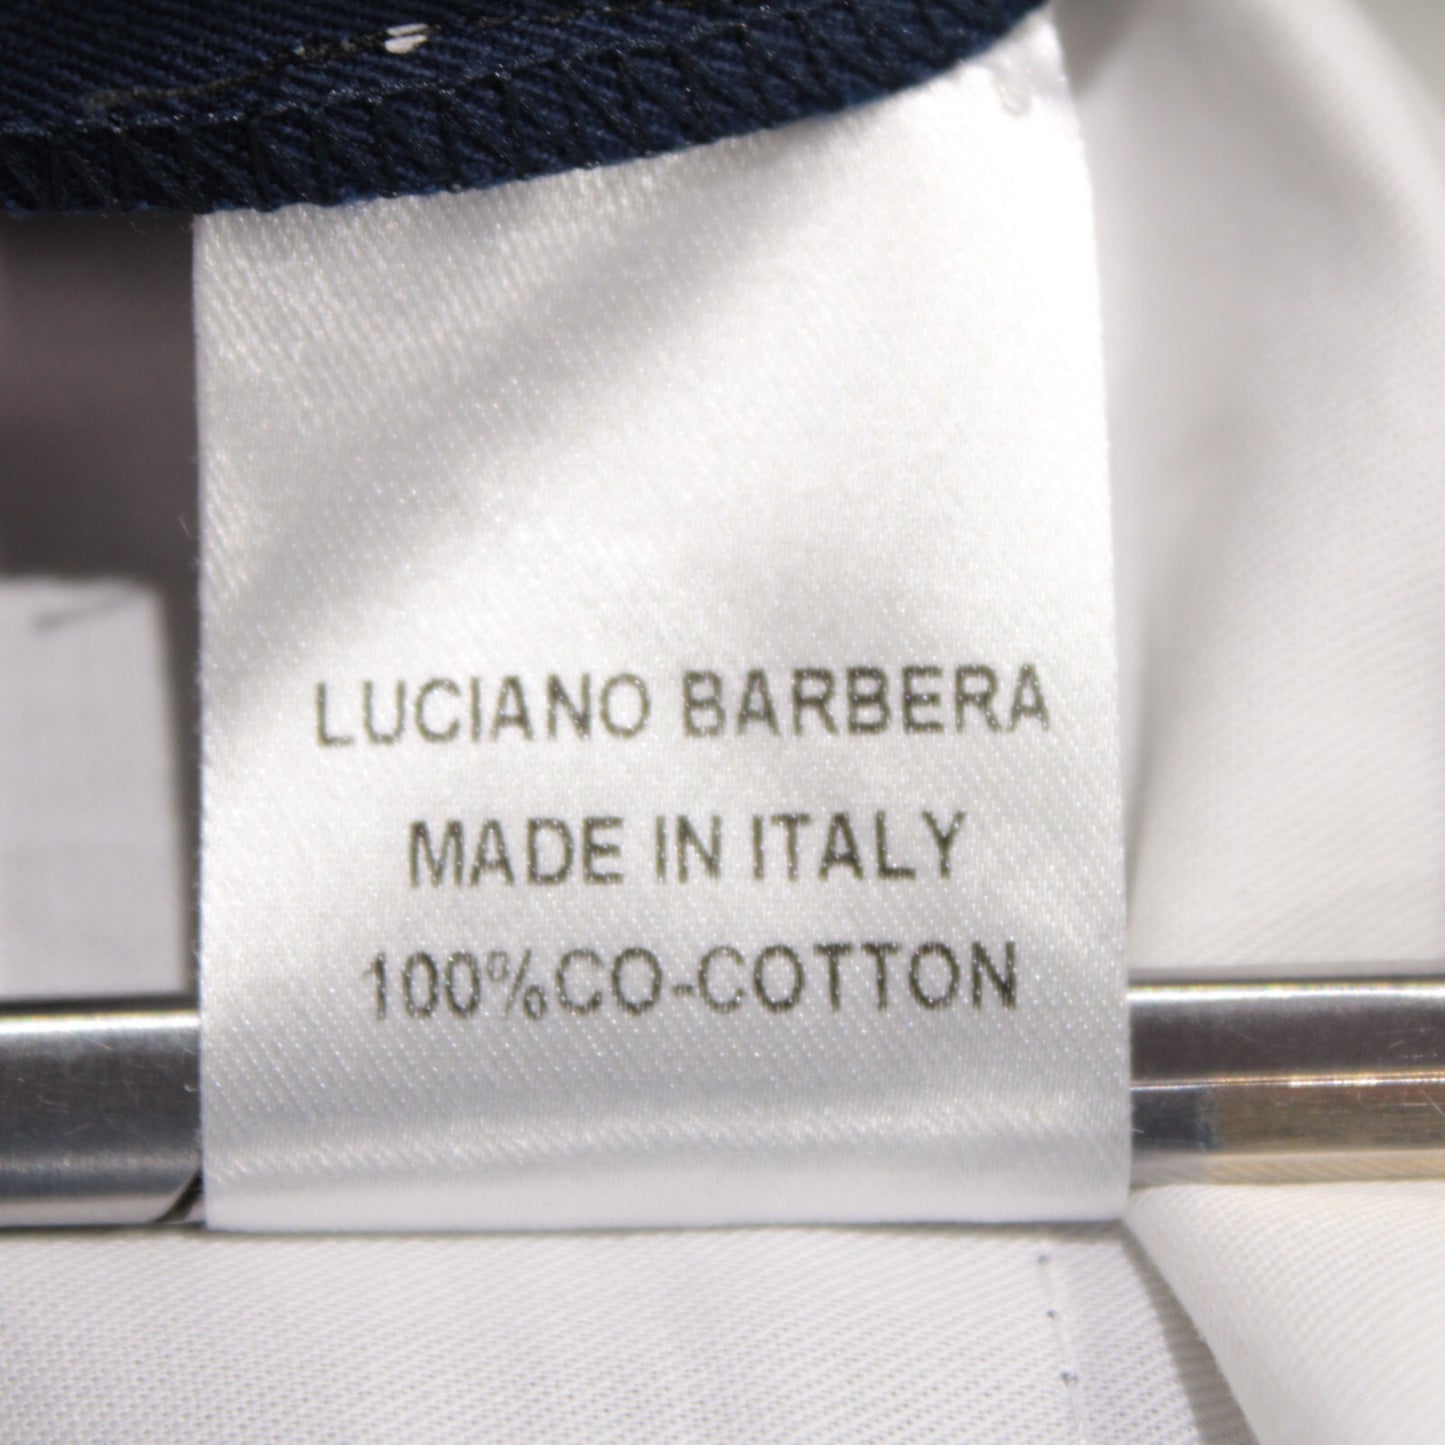 LUCIANO BARBERA
MADE IN ITALY
100%CO-COTTON